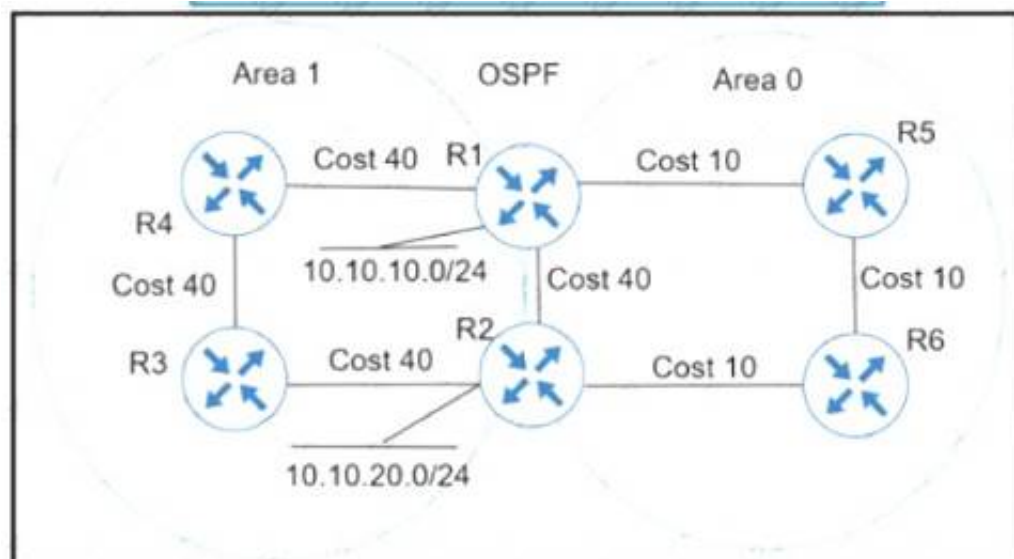 Area 1
OSPF
Area 0
R5
Cost 40
R1
Cost 10
R4
10.10.10.0/24
Cost 40
Cost 40
Cost 10
R3
Cost 40
R2
Cost 10
R6
10.10.20.0/24